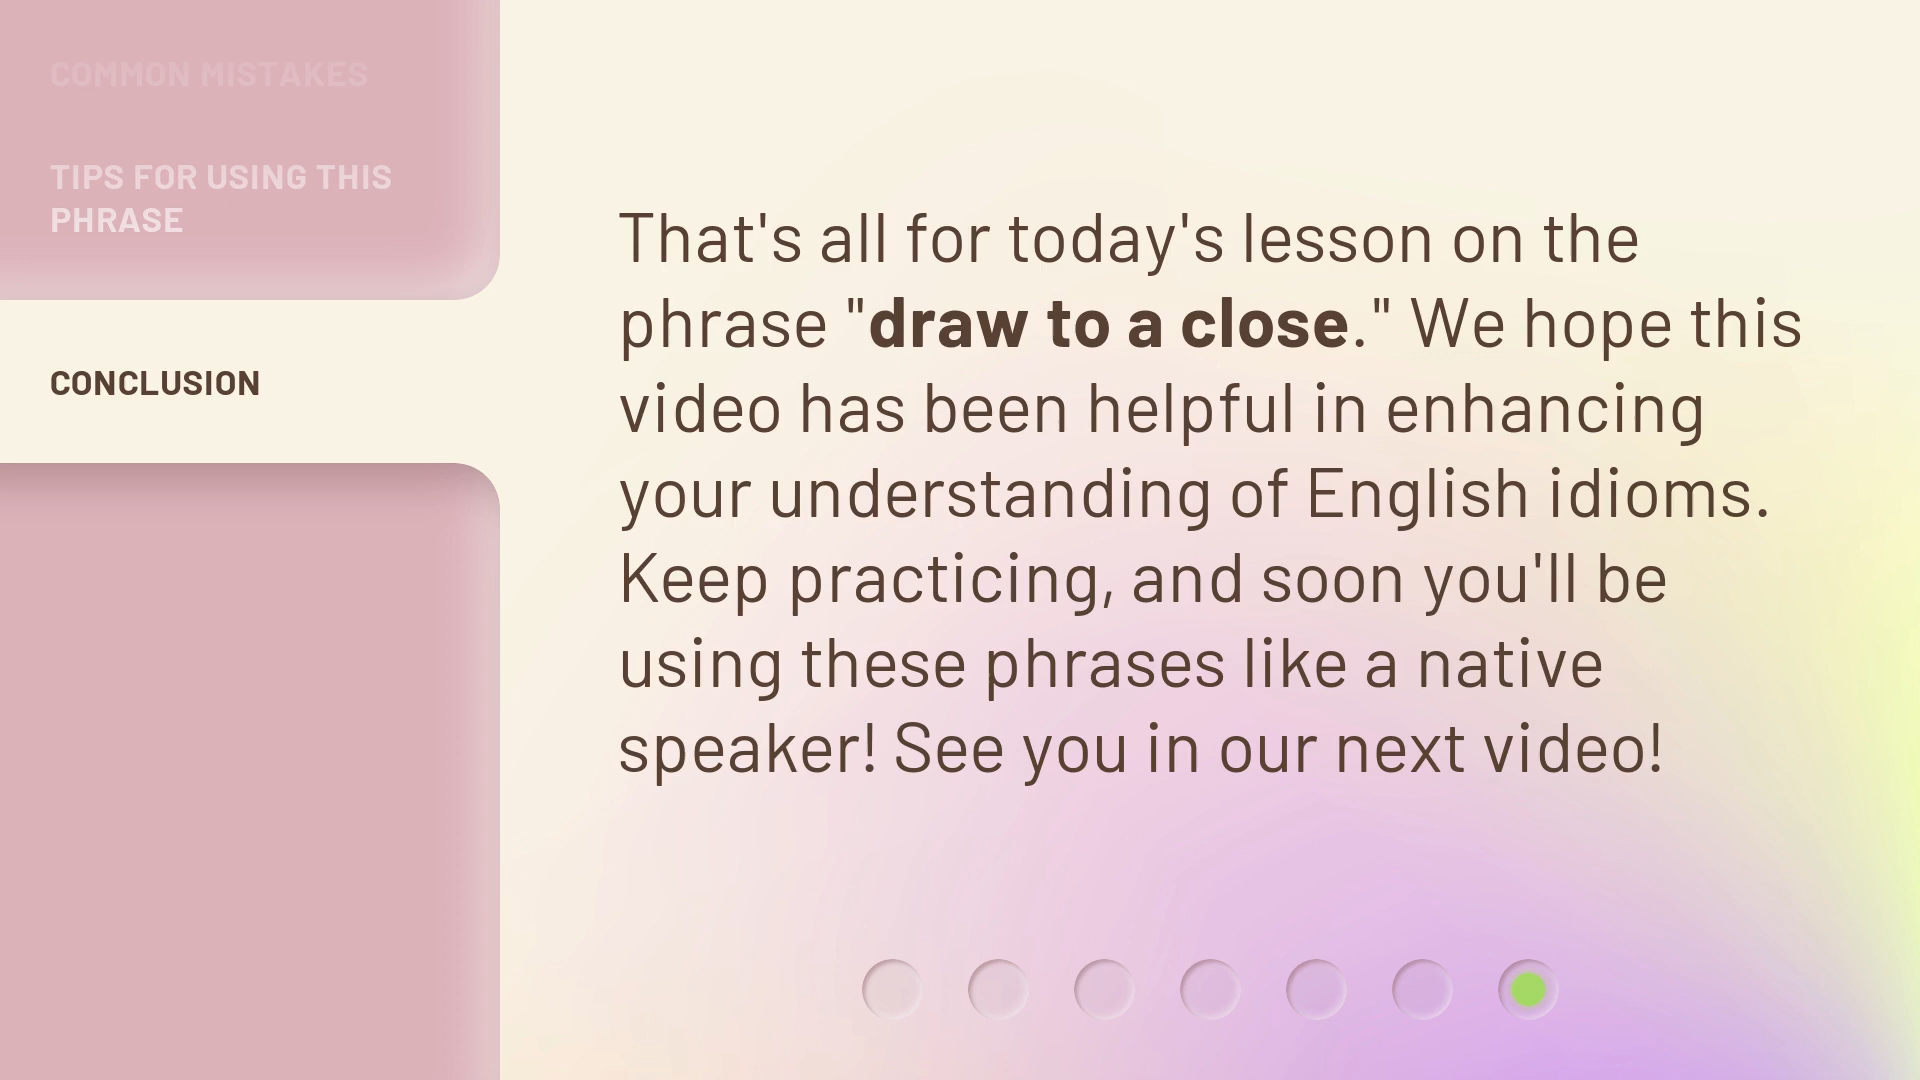 COMMON MISTAKES
TIPS FOR USING THIS
PHRASE
CONCLUSION
That's all for today's lesson on the
phrase "draw to a close." We hope this
video has been helpful in enhancing
your understanding of English idioms.
Keep practicing, and soon you'll be
using these phrases like a native
speaker! See you in our next video!